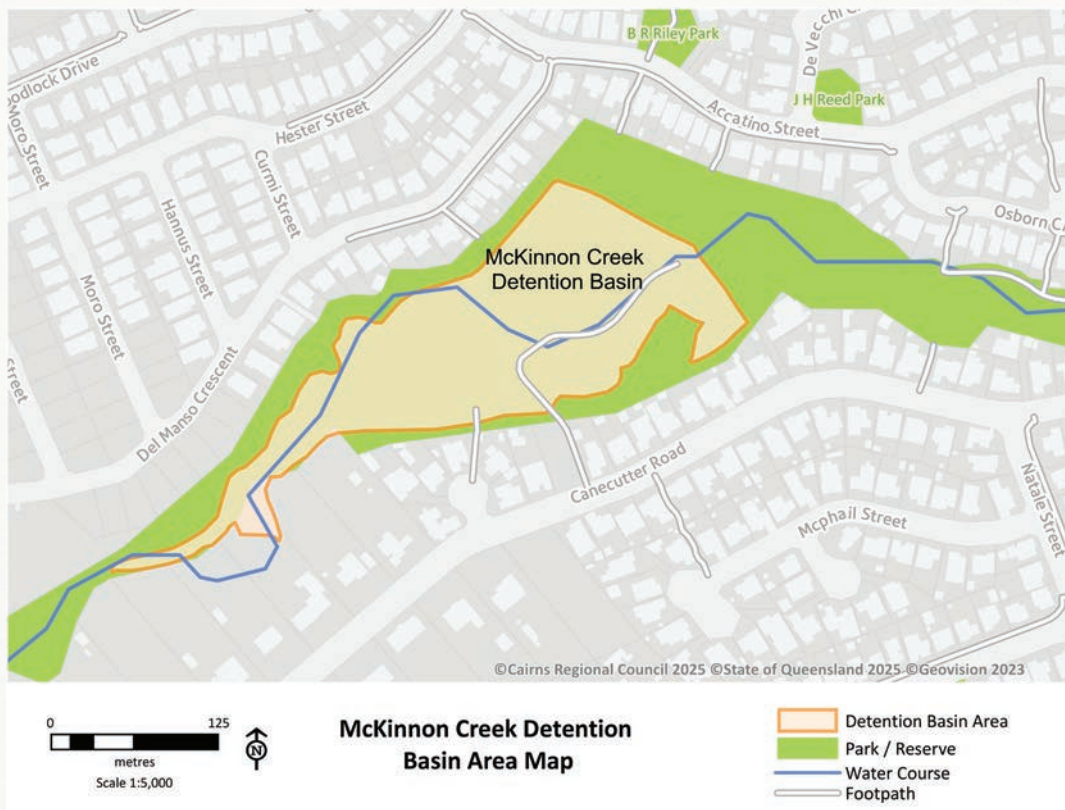 B R Riley Park
De Vecchi C
J H Reed Park
odlock Drive
Moro Street
Hester Street
Accatino Street
Curmi Street
Hannus Street
Osborn C
McKinnon Creek
Detention Basin
Moro Street
Street
Del Manso Crescent
Canecutter Road
Natale Street
Mcphail Street
©Cairns Regional Council 2025 ©State of Queensland 2025 ©Geovision 2023
0 125
metres
Scale 1:5,000
N
McKinnon Creek Detention
Basin Area Map
Detention Basin Area
Park / Reserve
Water Course
Footpath